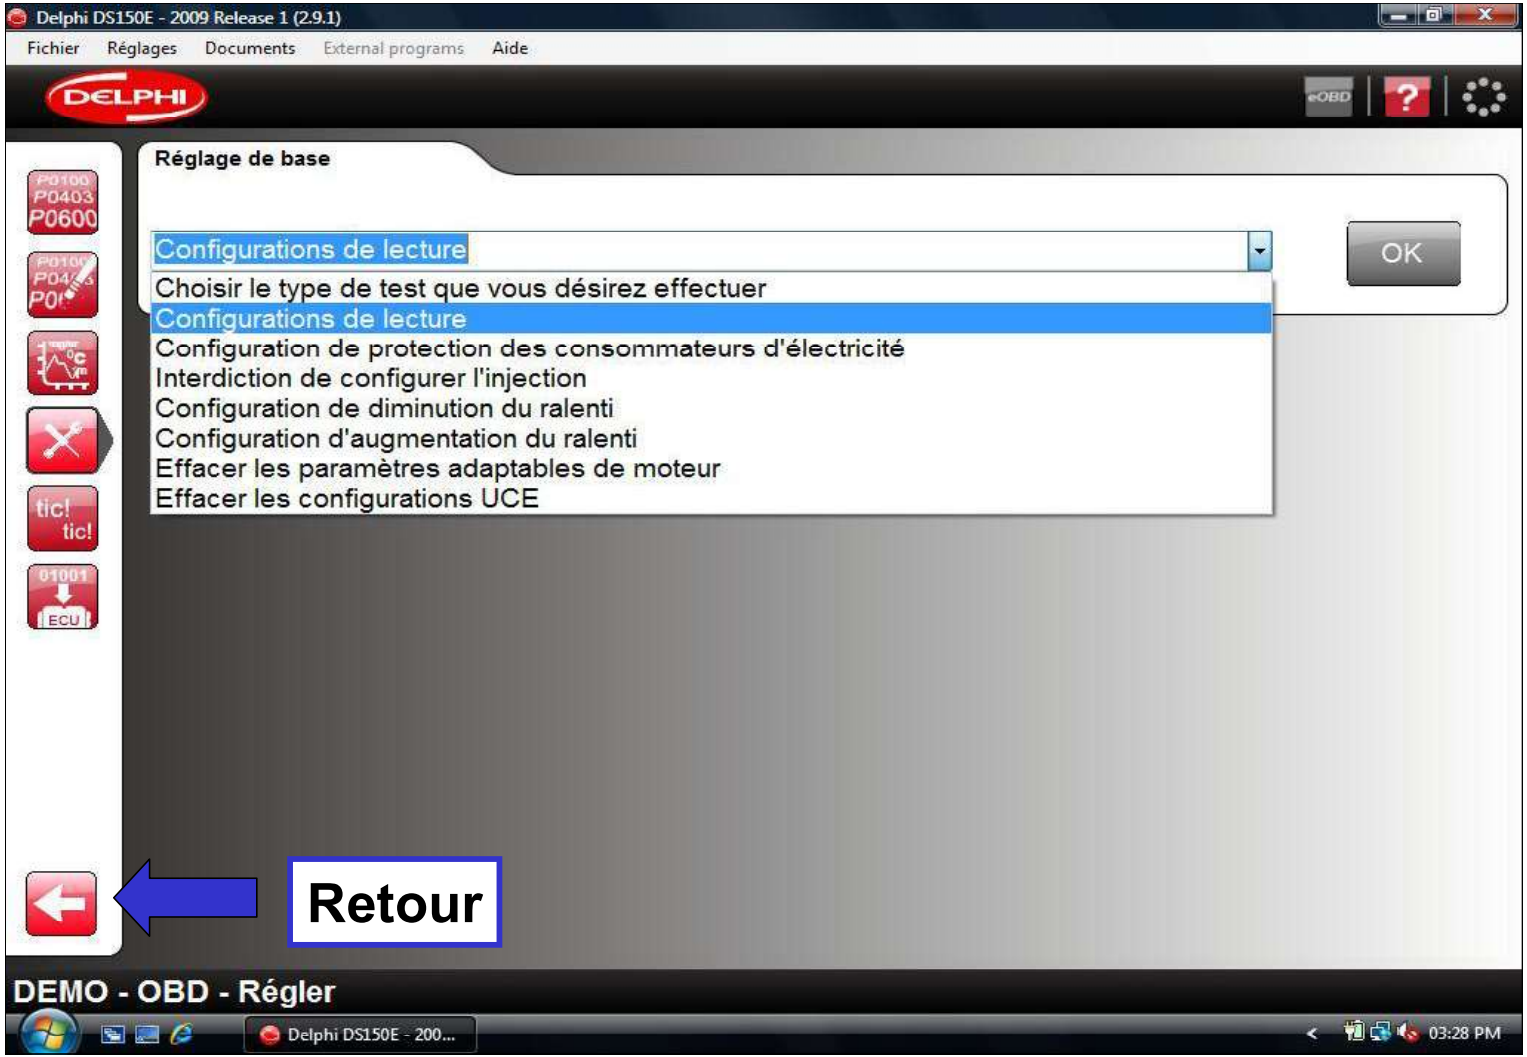 Delphi DS150E - 2009 Release 1 (2.9.1)
Fichier Réglages Documents External programs Aide
DELPHI
eOBD
?
Réglage de base
P0100
P0403
P0600
Configurations de lecture
OK
P0100
Choisir le type de test que vous désirez effectuer
Configurations de lecture
Configuration de protection des consommateurs d'électricité
Interdiction de configurer l'injection
Configuration de diminution du ralenti
Configuration d'augmentation du ralenti
Effacer les paramètres adaptables de moteur
Effacer les configurations UCE
tic!
tic!
01001
ECU
Retour
DEMO - OBD - Régler
Delphi DS150E - 200...
03:28 PM